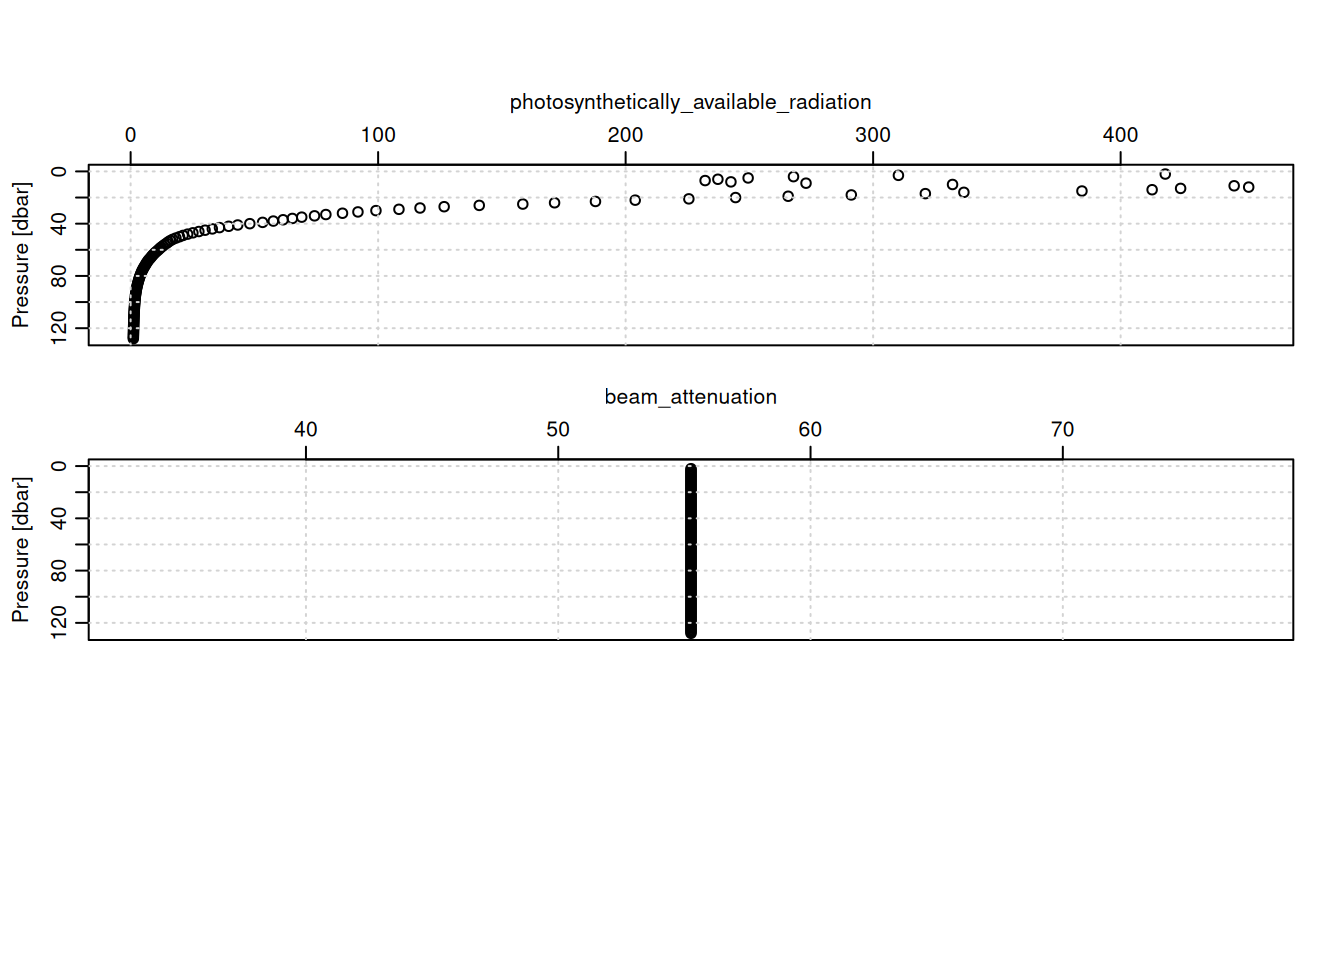 photosynthetically_available_radiation
0 100 200 300 400
Pressure [dbar]
0
40
80
120
beam_attenuation
40 50 60 70
Pressure [dbar]
0
40
80
120